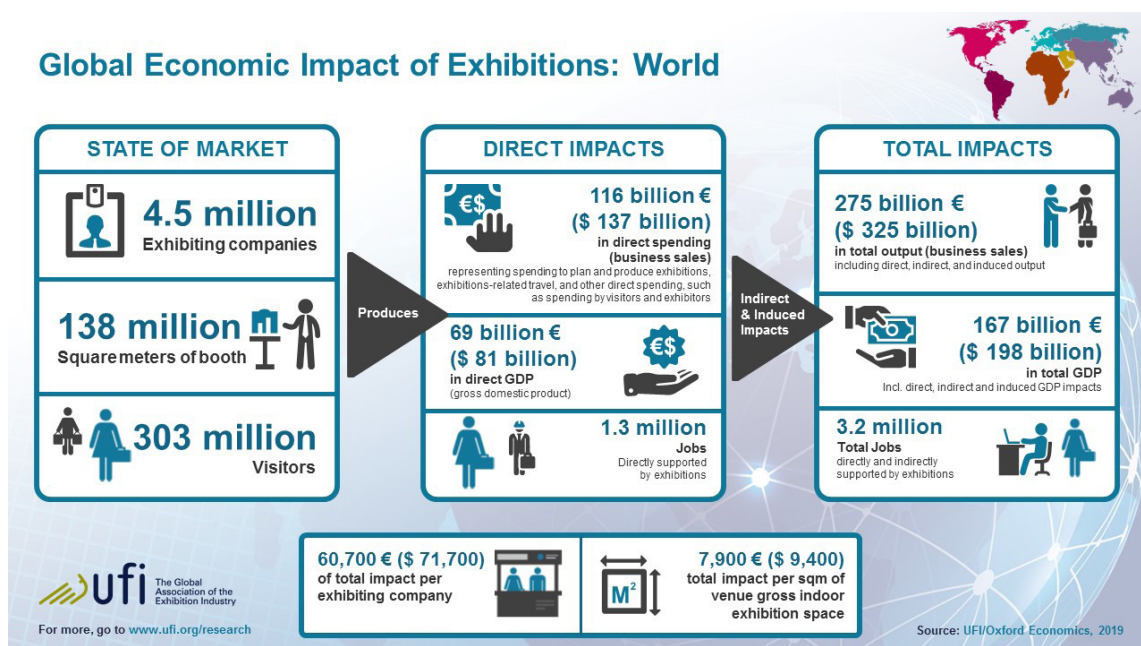 Global Economic Impact of Exhibitions: World
STATE OF MARKET
4.5 million
Exhibiting companies
138 million
Square meters of booth
303 million
Visitors
Produces
DIRECT IMPACTS
€$
116 billion €
($ 137 billion)
in direct spending
(business sales)
representing spending to plan and produce exhibitions,
exhibitions-related travel, and other direct spending, such
as spending by visitors and exhibitors
69 billion €
($ 81 billion)
in direct GDP
(gross domestic product)
€$
1.3 million
Jobs
Directly supported
by exhibitions
Indirect
& Induced
Impacts
TOTAL IMPACTS
275 billion €
($ 325 billion)
in total output (business sales)
including direct, indirect, and induced output
167 billion €
($ 198 billion)
in total GDP
Incl. direct, indirect and induced GDP impacts
3.2 million
Total Jobs
directly and indirectly
supported by exhibitions
60,700 € ($ 71,700)
of total impact per
exhibiting company
M²
7,900 € ($ 9,400)
total impact per sqm of
venue gross indoor
exhibition space
ufi
The Global
Association of the
Exhibition Industry
For more, go to www.ufi.org/research
Source: UFI/Oxford Economics, 2019